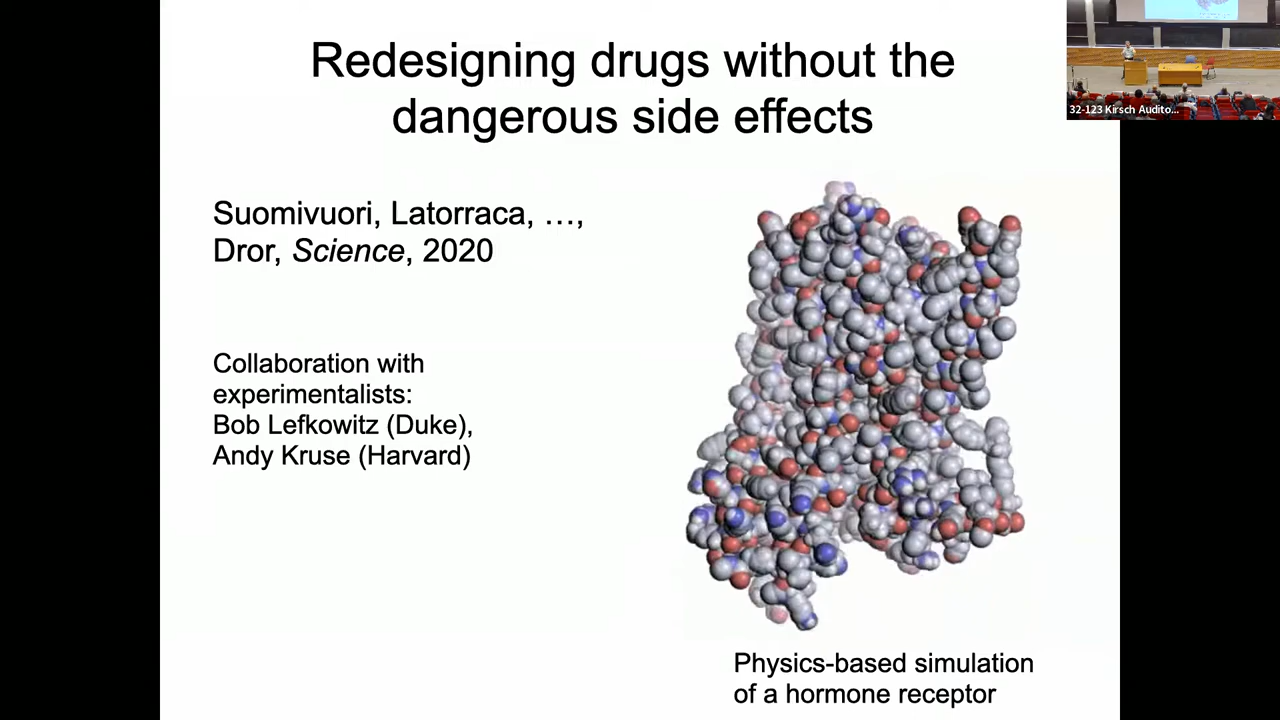 Redesigning drugs without the
dangerous side effects
Suomivuori, Latorraca, …,
Dror, Science, 2020
Collaboration with
experimentalists:
Bob Lefkowitz (Duke),
Andy Kruse (Harvard)
Physics-based simulation
of a hormone receptor
32-123 Kirsch Audito...